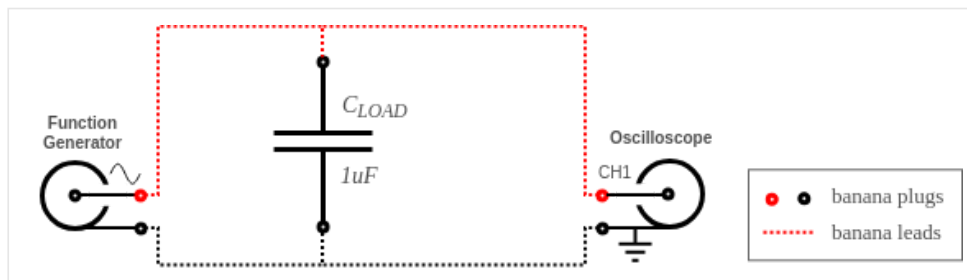 Function
Generator
C_LOAD
1uF
Oscilloscope
CH1
banana plugs
banana leads